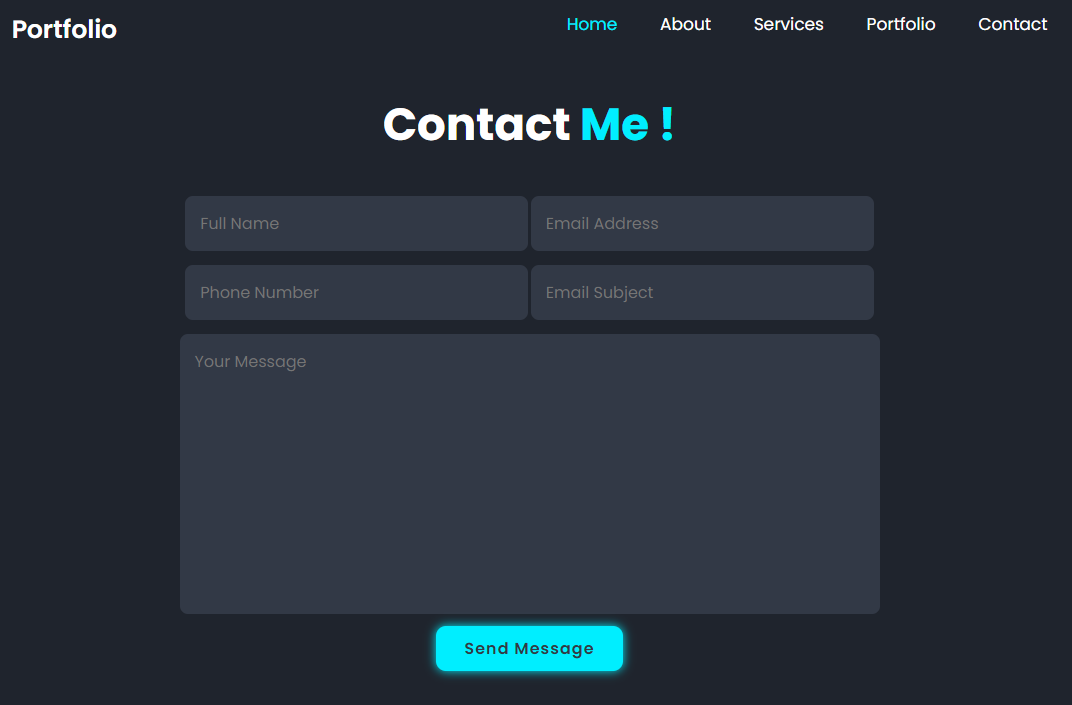 Portfolio
Home About Services Portfolio Contact
Contact Me !
Full Name Email Address
Phone Number Email Subject
Your Message
Send Message